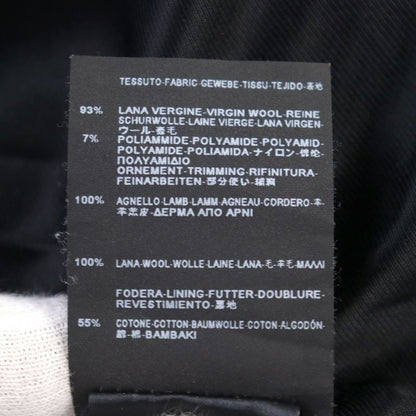 TESSUTO-FABRIC-GEWEBE-TISSU-TEJIDO-表地
93% LANA VERGINE-VIRGIN WOOL-REINE
SCHURWOLLE-LAINE VIERGE-LANA VIRGEN-
ウール-羊毛
7% POLIAMMIDE-POLYAMIDE-POLYAMID-
POLYAMIDE-POLIAMIDA-ナイロン-锦纶-
ΠΟΛΥΑΜΙΔΙΟ
ORNEMENT-TRIMMING-RIFINITURA-
FEINARBEITEN-部分使い-
100% AGNELLO-LAMB-LAMM-AGNEAU-CORDERO-羊-
羊羔皮-ΔΕΡΜΑ ΑΠΟ ΑΡΝΙ
100% LANA-WOOL-WOLLE-LAINE-LANA-毛-羊毛-ΜΑΛΛΙ
FODERA-LINING-FUTTER-DOUBLURE-
REVESTIMIENTO-裏地
55% COTONE-COTTON-BAUMWOLLE-COTON-ALGODÓN-
綿-棉-ΒΑΜΒΑΚΙ